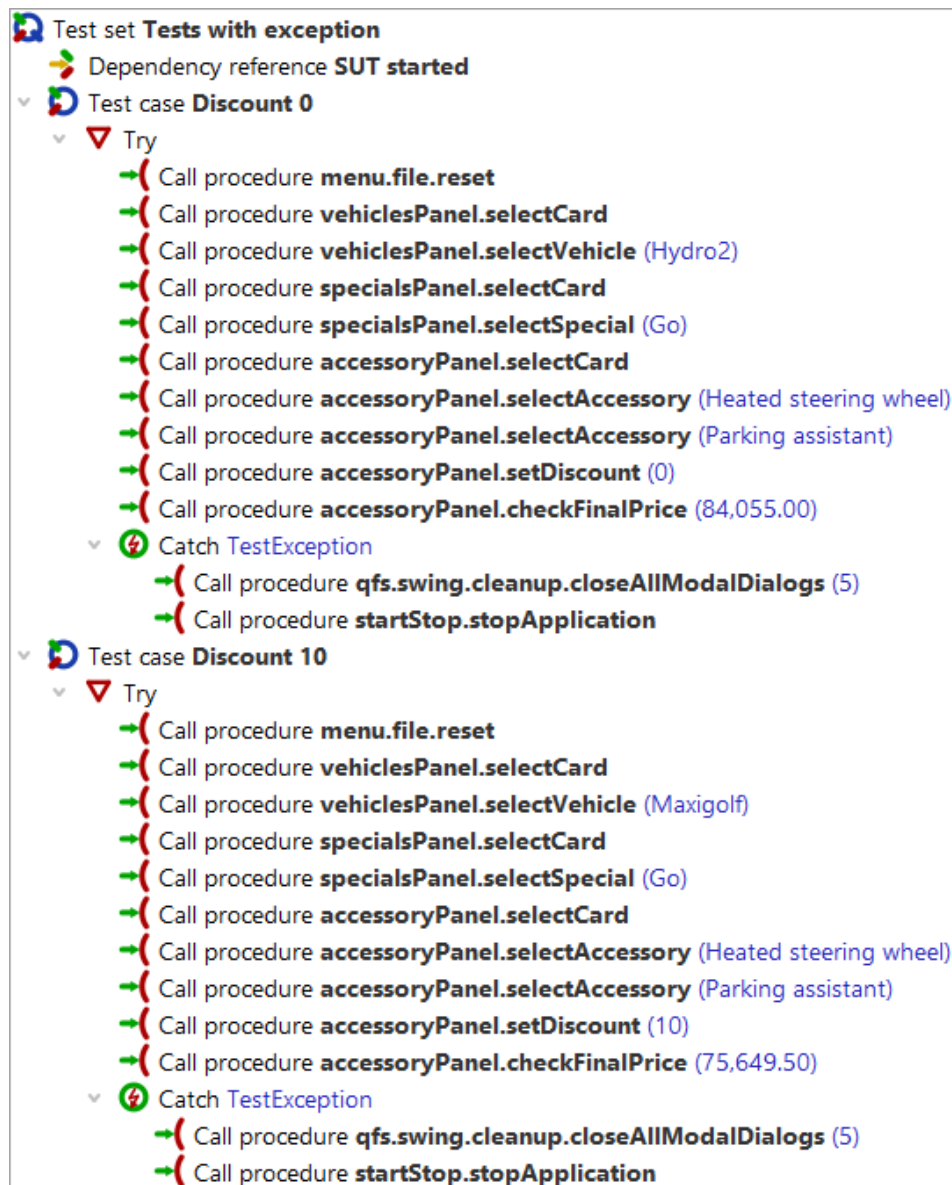 Test set Tests with exception
Dependency reference SUT started
Test case Discount 0
Try
Call procedure menu.file.reset
Call procedure vehiclesPanel.selectCard
Call procedure vehiclesPanel.selectVehicle (Hydro2)
Call procedure specialsPanel.selectCard
Call procedure specialsPanel.selectSpecial (Go)
Call procedure accessoryPanel.selectCard
Call procedure accessoryPanel.selectAccessory (Heated steering wheel)
Call procedure accessoryPanel.selectAccessory (Parking assistant)
Call procedure accessoryPanel.setDiscount (0)
Call procedure accessoryPanel.checkFinalPrice (84,055.00)
Catch TestException
Call procedure qfs.swing.cleanup.closeAllModalDialogs (5)
Call procedure startStop.stopApplication
Test case Discount 10
Try
Call procedure menu.file.reset
Call procedure vehiclesPanel.selectCard
Call procedure vehiclesPanel.selectVehicle (Maxigolf)
Call procedure specialsPanel.selectCard
Call procedure specialsPanel.selectSpecial (Go)
Call procedure accessoryPanel.selectCard
Call procedure accessoryPanel.selectAccessory (Heated steering wheel)
Call procedure accessoryPanel.selectAccessory (Parking assistant)
Call procedure accessoryPanel.setDiscount (10)
Call procedure accessoryPanel.checkFinalPrice (75,649.50)
Catch TestException
Call procedure qfs.swing.cleanup.closeAllModalDialogs (5)
Call procedure startStop.stopApplication